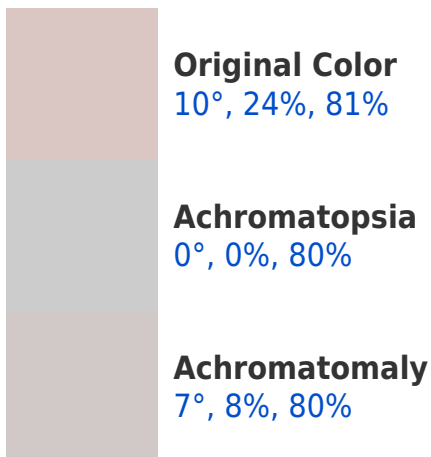 Original Color
10°, 24%, 81%
Achromatopsia
0°, 0%, 80%
Achromatomaly
7°, 8%, 80%